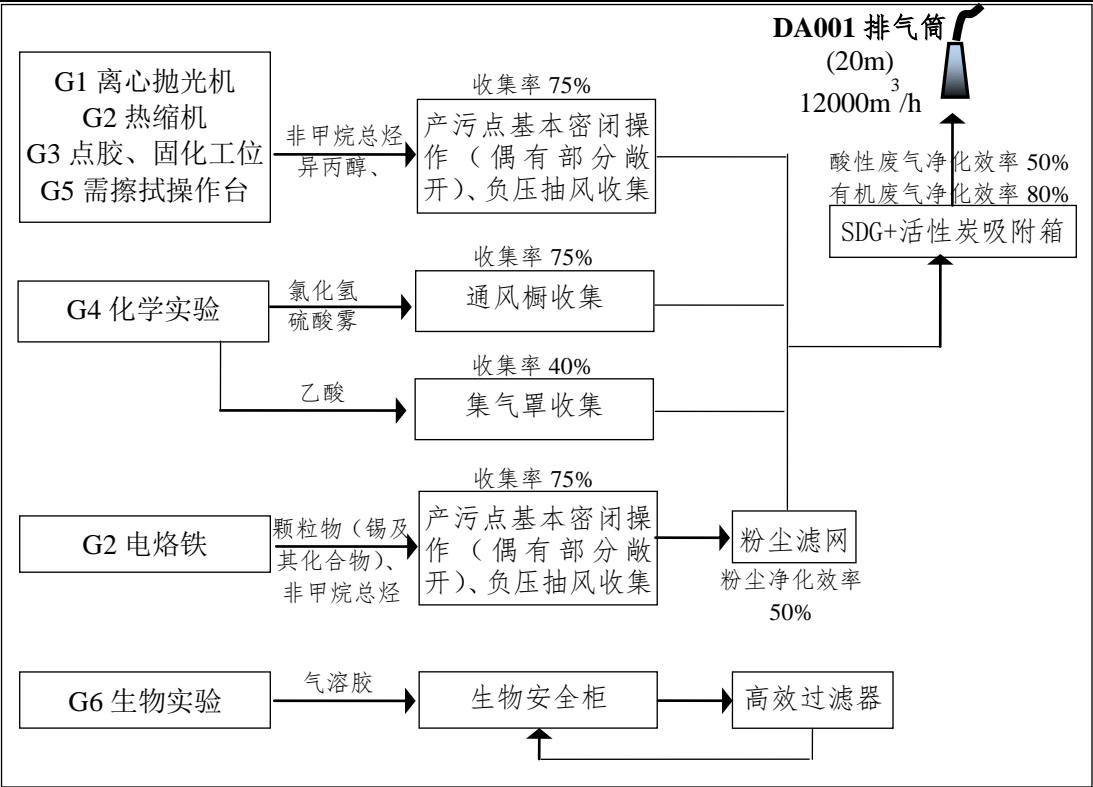 DA001 排气筒
(20m)
12000m³/h
G1 离心抛光机
G2 热缩机
G3 点胶、固化工位
G5 需擦拭操作台
非甲烷总烃
异丙醇、
收集率 75%
产污点基本密闭操
作（偶有部分敞
开）、负压抽风收集
酸性废气净化效率 50%
有机废气净化效率 80%
SDG+活性炭吸附箱
G4 化学实验
氯化氢
硫酸雾
收集率 75%
通风橱收集
乙酸
收集率 40%
集气罩收集
G2 电烙铁
颗粒物（锡及
其化合物）、
非甲烷总烃
收集率 75%
产污点基本密闭操
作（偶有部分敞
开）、负压抽风收集
粉尘滤网
粉尘净化效率
50%
G6 生物实验
气溶胶
生物安全柜
高效过滤器